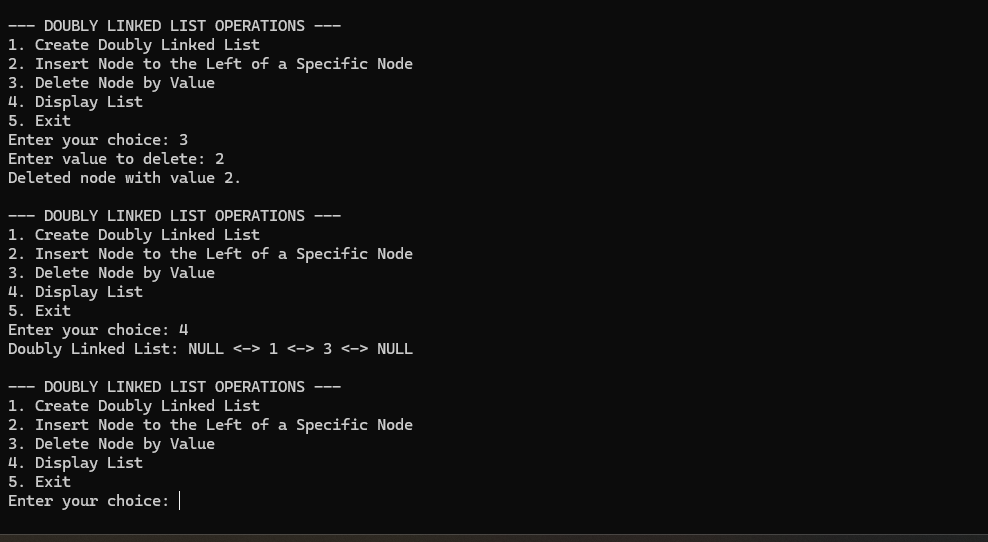 --- DOUBLY LINKED LIST OPERATIONS ---
1. Create Doubly Linked List
2. Insert Node to the Left of a Specific Node
3. Delete Node by Value
4. Display List
5. Exit
Enter your choice: 3
Enter value to delete: 2
Deleted node with value 2.
--- DOUBLY LINKED LIST OPERATIONS ---
1. Create Doubly Linked List
2. Insert Node to the Left of a Specific Node
3. Delete Node by Value
4. Display List
5. Exit
Enter your choice: 4
Doubly Linked List: NULL <-> 1 <-> 3 <-> NULL
--- DOUBLY LINKED LIST OPERATIONS ---
1. Create Doubly Linked List
2. Insert Node to the Left of a Specific Node
3. Delete Node by Value
4. Display List
5. Exit
Enter your choice: